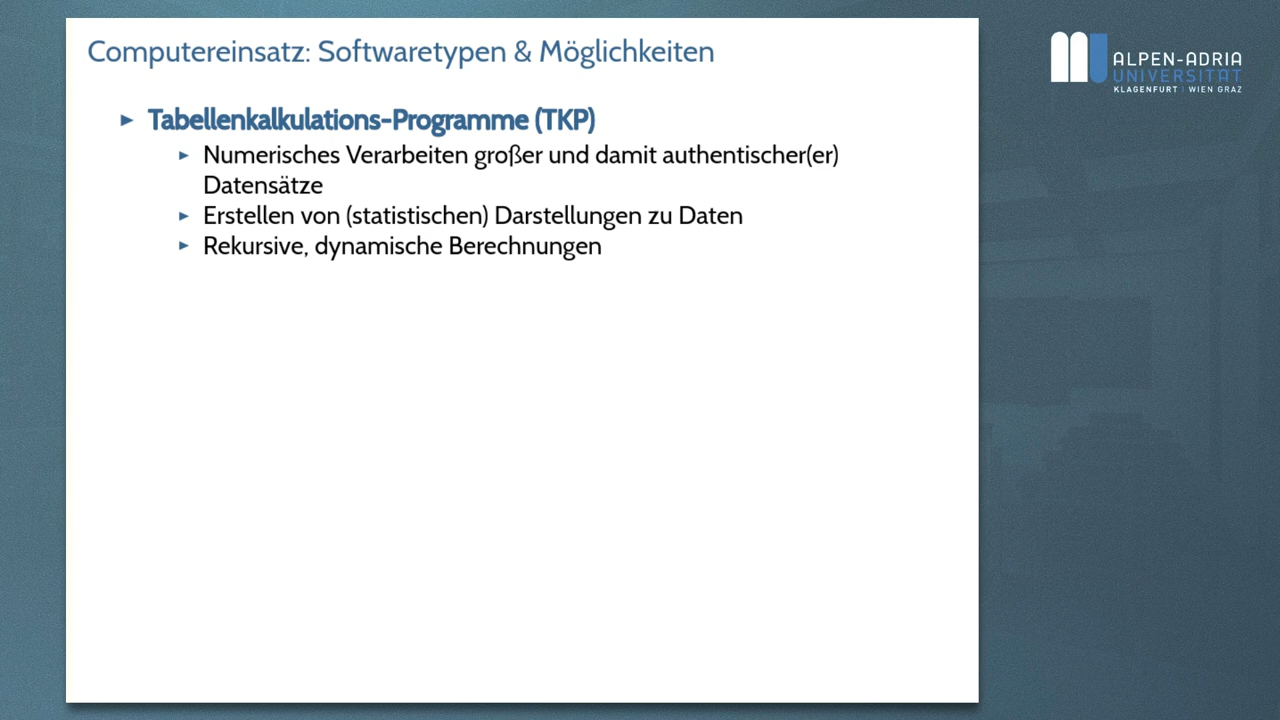 Computereinsatz: Softwaretypen & Möglichkeiten
Tabellenkalkulations-Programme (TKP)
Numerisches Verarbeiten großer und damit authentischer(er)
Datensätze
Erstellen von (statistischen) Darstellungen zu Daten
Rekursive, dynamische Berechnungen
ALPEN-ADRIA
UNIVERSITÄT
KLAGENFURT | WIEN GRAZ